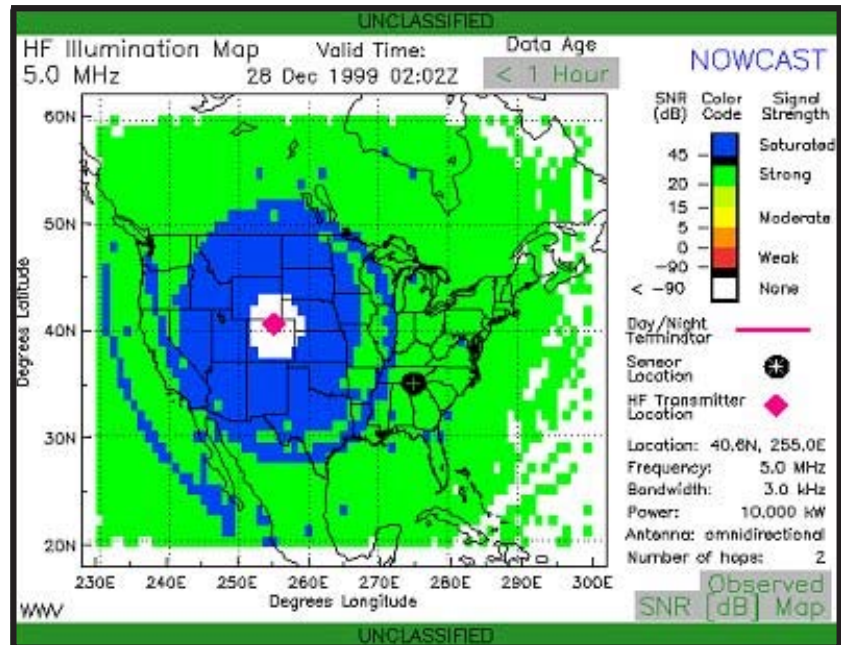 UNCLASSIFIED
HF Illumination Map
5.0 MHz
Valid Time:
28 Dec 1999 02:02Z
Data Age
< 1 Hour
NOWCAST
SNR (dB)
Color Code
Signal Strength
45
20
15
5
0
-90
< -90
Saturated
Strong
Moderate
Weak
None
Day/Night
Terminator
Sensor
Location
HF Transmitter
Location
Location: 40.6N, 255.0E
Frequency: 5.0 MHz
Bandwidth: 3.0 kHz
Power: 10.000 kW
Antenna: omnidirectional
Number of hops: 2
Observed
SNR [dB] Map
60N
50N
40N
30N
20N
Degrees Latitude
230E 240E 250E 260E 270E 280E 290E 300E
Degrees Longitude
WWV
UNCLASSIFIED